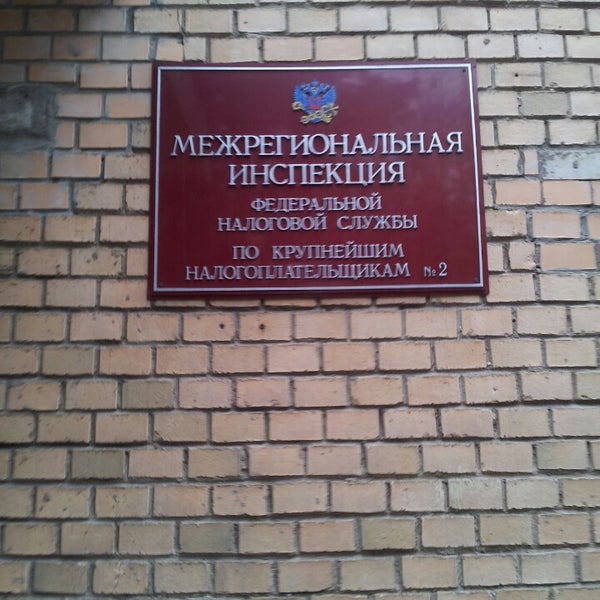 МЕЖРЕГИОНАЛЬНАЯ
ИНСПЕКЦИЯ
ФЕДЕРАЛЬНОЙ
НАЛОГОВОЙ СЛУЖБЫ
ПО КРУПНЕЙШИМ
НАЛОГОПЛАТЕЛЬЩИКАМ №2